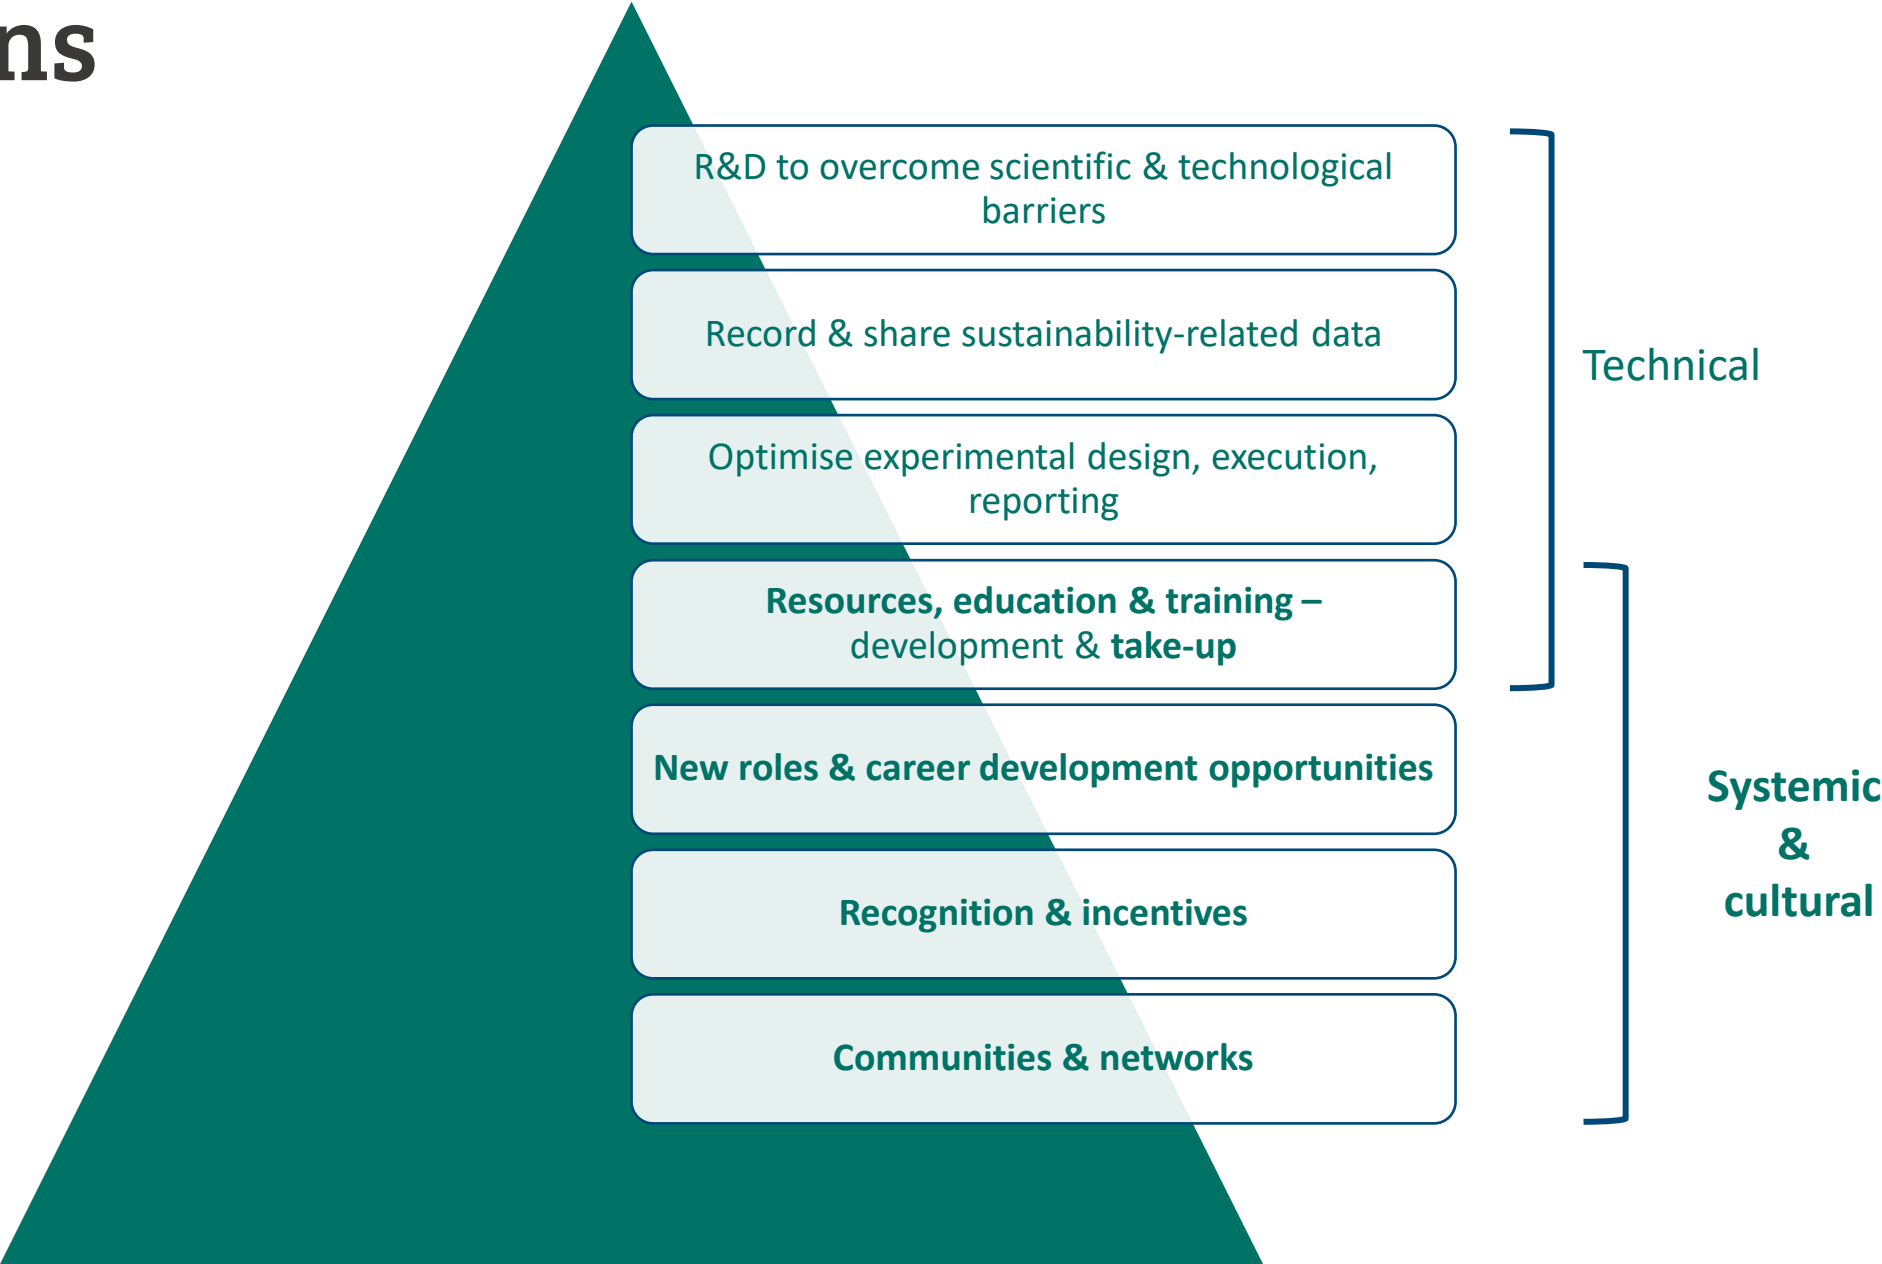 ns
R&D to overcome scientific & technological
barriers
Record & share sustainability-related data
Optimise experimental design, execution,
reporting
Resources, education & training –
development & take-up
New roles & career development opportunities
Recognition & incentives
Communities & networks
Technical
Systemic
&
cultural